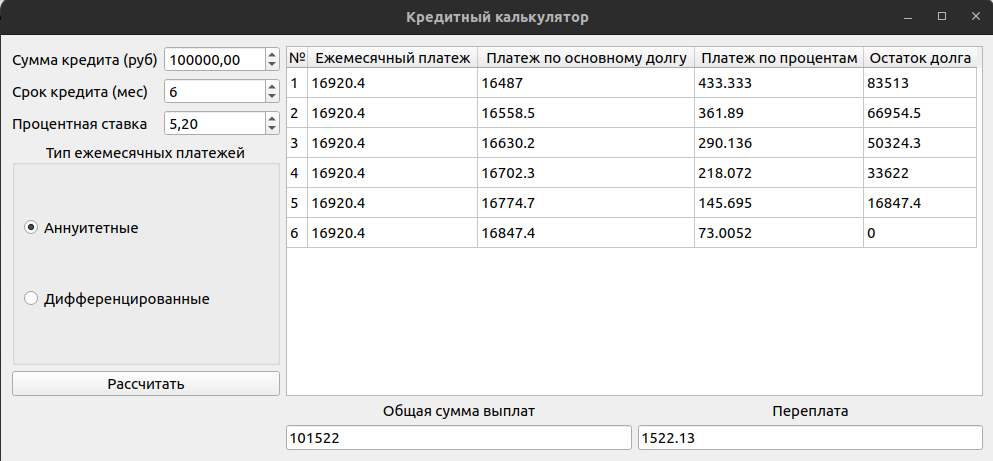 Кредитный калькулятор
Сумма кредита (руб) 100000,00
Срок кредита (мес) 6
Процентная ставка 5,20
Тип ежемесячных платежей
Аннуитетные
Дифференцированные
Рассчитать
№ Ежемесячный платеж Платеж по основному долгу Платеж по процентам Остаток долга
1 16920.4 16487 433.333 83513
2 16920.4 16558.5 361.89 66954.5
3 16920.4 16630.2 290.136 50324.3
4 16920.4 16702.3 218.072 33622
5 16920.4 16774.7 145.695 16847.4
6 16920.4 16847.4 73.0052 0
Общая сумма выплат Переплата
101522 1522.13